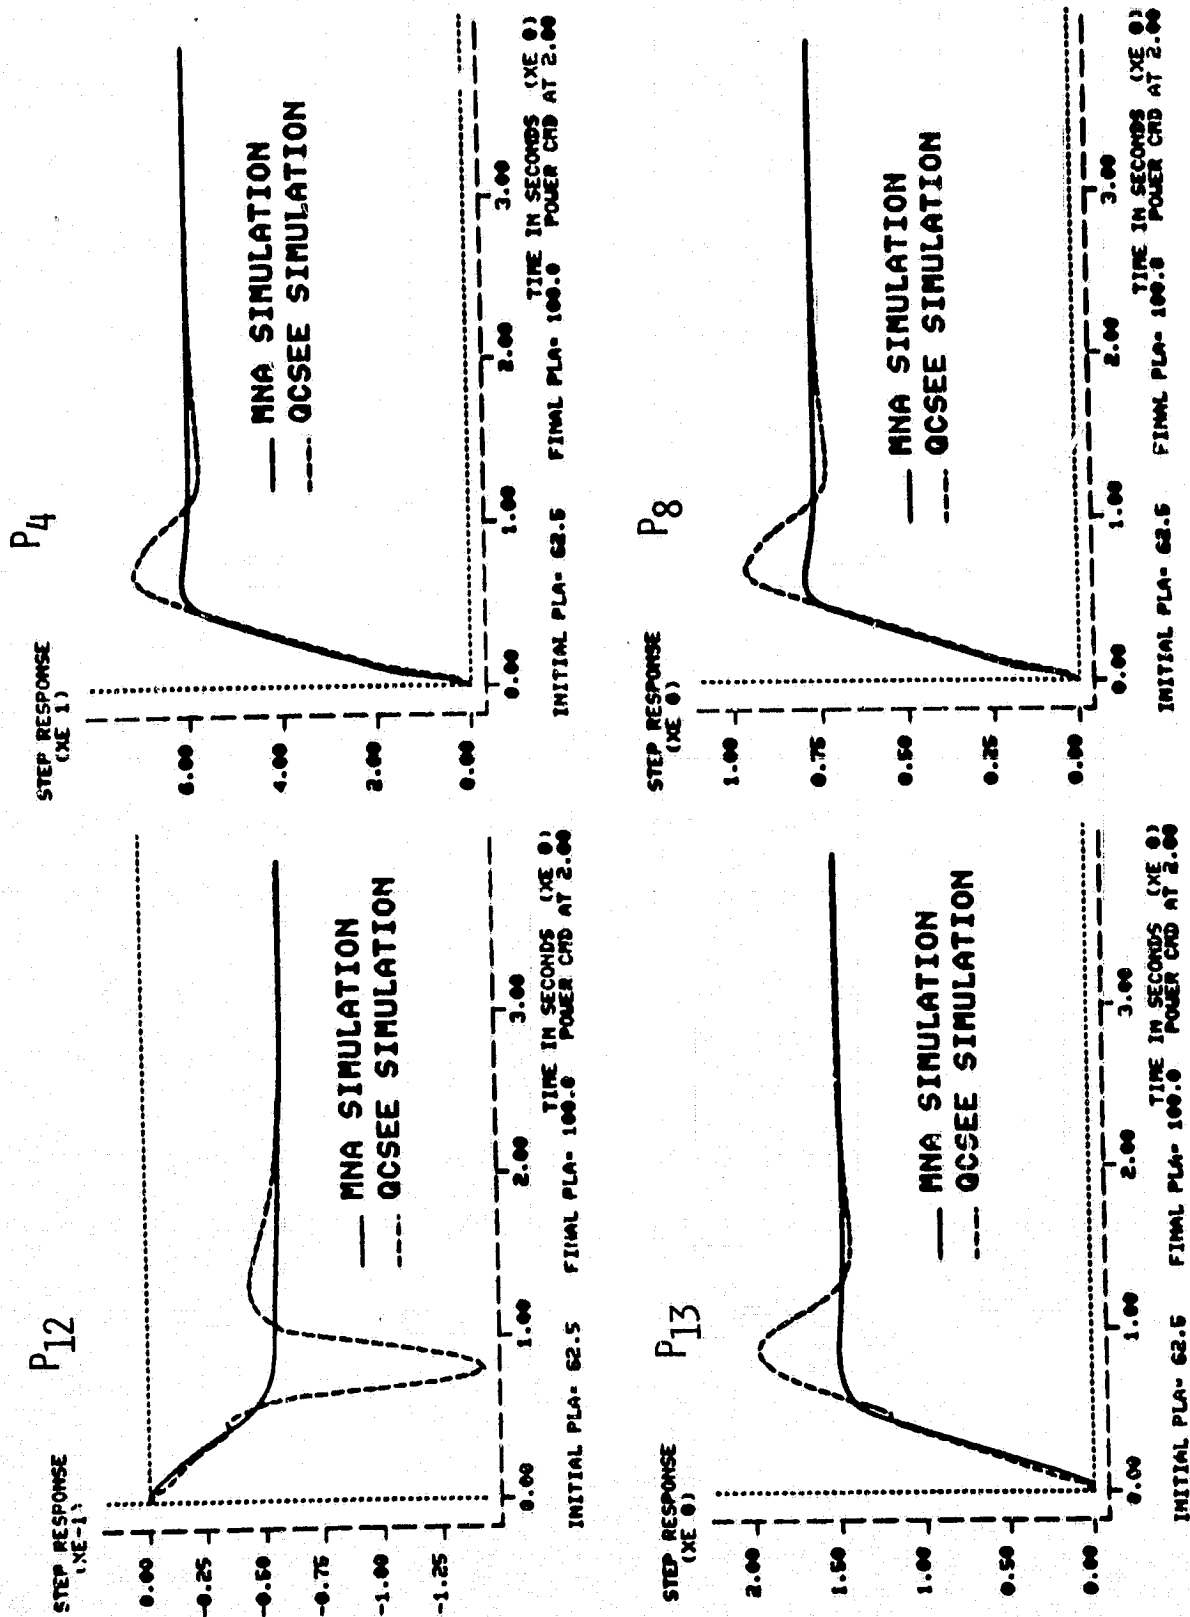 P12
STEP RESPONSE
(XE-1)
0.00
-0.25
-0.50
-0.75
-1.00
-1.25
MNA SIMULATION
QCSEE SIMULATION
0.00
1.00
2.00
3.00
TIME IN SECONDS (XE 0)
INITIAL PLA= 62.5 FINAL PLA= 100.0 POWER CMD AT 2.00
P4
STEP RESPONSE
(XE 1)
6.00
4.00
2.00
0.00
MNA SIMULATION
QCSEE SIMULATION
0.00
1.00
2.00
3.00
TIME IN SECONDS (XE 0)
INITIAL PLA= 62.5 FINAL PLA= 100.0 POWER CMD AT 2.00
P13
STEP RESPONSE
(XE 0)
2.00
1.50
1.00
0.50
0.00
MNA SIMULATION
QCSEE SIMULATION
0.00
1.00
2.00
3.00
TIME IN SECONDS (XE 0)
INITIAL PLA= 62.5 FINAL PLA= 100.0 POWER CMD AT 2.00
P8
STEP RESPONSE
(XE 0)
1.00
0.75
0.50
0.25
0.00
MNA SIMULATION
QCSEE SIMULATION
0.00
1.00
2.00
3.00
TIME IN SECONDS (XE 0)
INITIAL PLA= 62.5 FINAL PLA= 100.0 POWER CMD AT 2.00